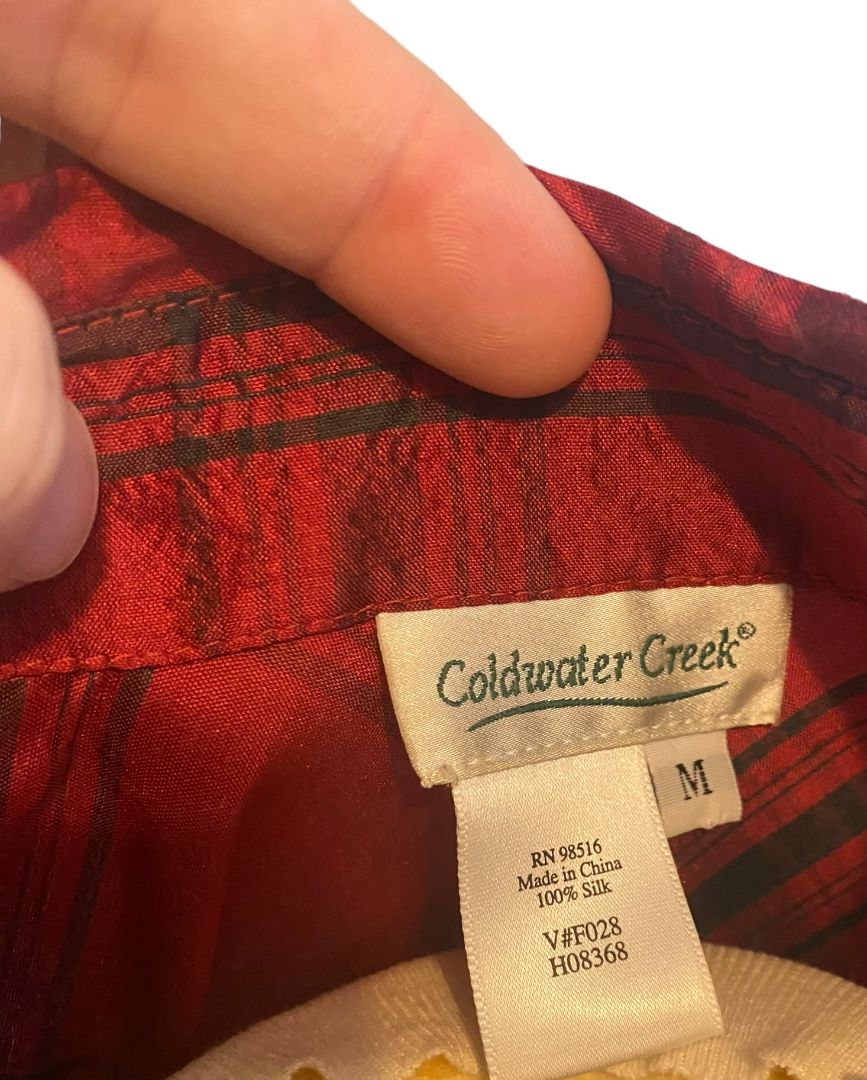 Coldwater Creek®
M
RN 98516
Made in China
100% Silk
V#F028
H08368